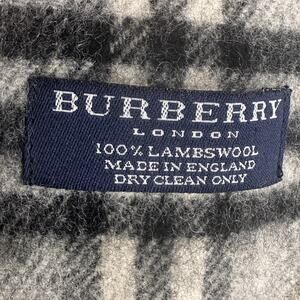 BURBERRY
LONDON
100% LAMBSWOOL
MADE IN ENGLAND
DRY CLEAN ONLY